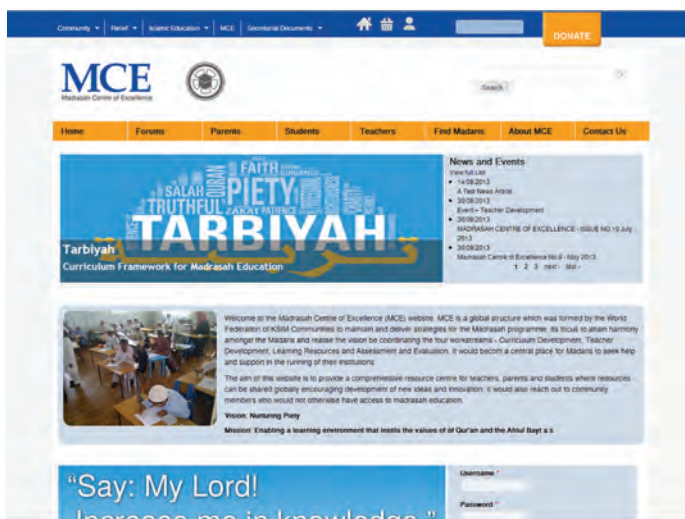 Community Relief Islamic Education MCE Secretariat Documents
DONATE
MCE
Madrasah Centre of Excellence
Search
Home Forums Parents Students Teachers Find Madaris About MCE Contact Us
FAITH
SALAH QURAN PIETY
TRUTHFUL ZAKAT PATIENCE
TARBIYAH
تربية
Tarbiyah
Curriculum Framework for Madrasah Education
News and Events
View full List
14/08/2013
A Test News Article
30/08/2013
Event – Teacher Development
30/08/2013
MADRASAH CENTRE OF EXCELLENCE - ISSUE NO.10 July
2013
30/08/2013
Madrasah Centre of Excellence No.9 - May 2013
1 2 3 next › last »
Welcome to the Madrasah Centre of Excellence (MCE) website. MCE is a global structure which was formed by the World
Federation of KSIM Communities to maintain and deliver strategies for the Madrasah programme. Its focus to attain harmony
amongst the Madaris and realise the vision be coordinating the four workstreams - Curriculum Development, Teacher
Development, Learning Resources and Assessment and Evaluation. It would become a central place for Madaris to seek help
and support in the running of their institutions.
The aim of this website is to provide a comprehensive resource centre for teachers, parents and students where resources
can be shared globally encouraging development of new ideas and innovation. It would also reach out to community
members who would not otherwise have access to madrasah education.
Vision: Nurturing Piety
Mission: Enabling a learning environment that instils the values of of Qur'an and the Ahlul Bayt a.s
“Say: My Lord!
Increase me in knowledge.”
Username *
Password *